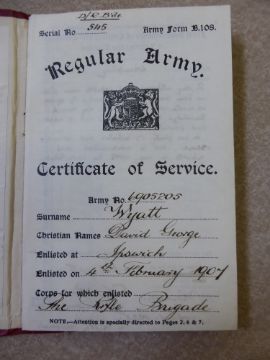 Serial No 545
Army Form B.108.
Regular Army.
Certificate of Service.
Army No. 6905205
Surname Wyatt
Christian Names David George
Enlisted at Ipswich
Enlisted on 4th February 1907
Corps for which enlisted
The Rifle Brigade
NOTE.—Attention is specially directed to Pages 2, 6 & 7.